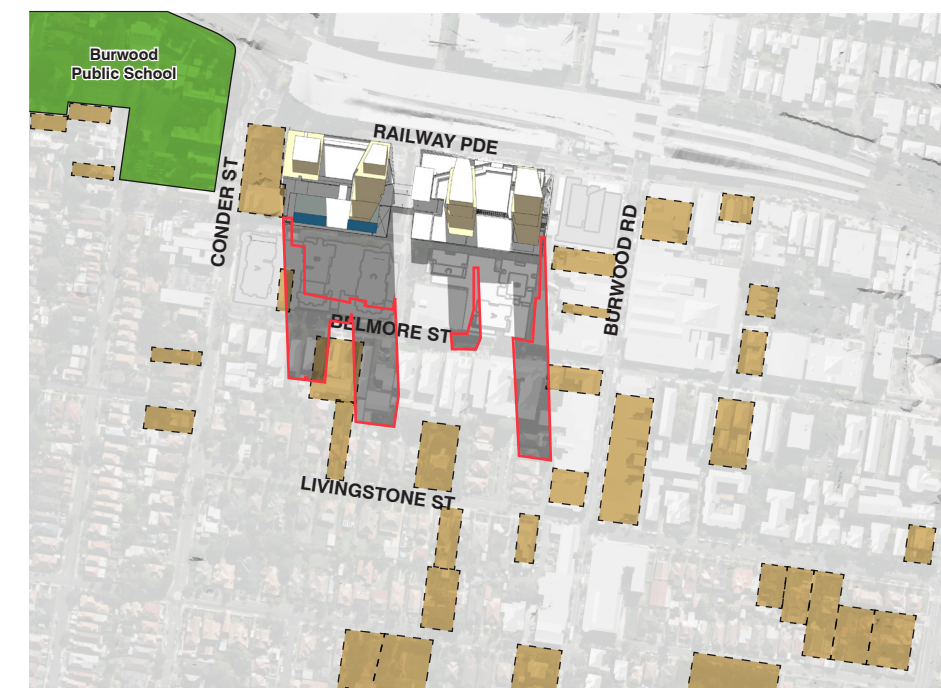 Burwood
Public School
RAILWAY PDE
CONDER ST
BURWOOD RD
BELMORE ST
LIVINGSTONE ST